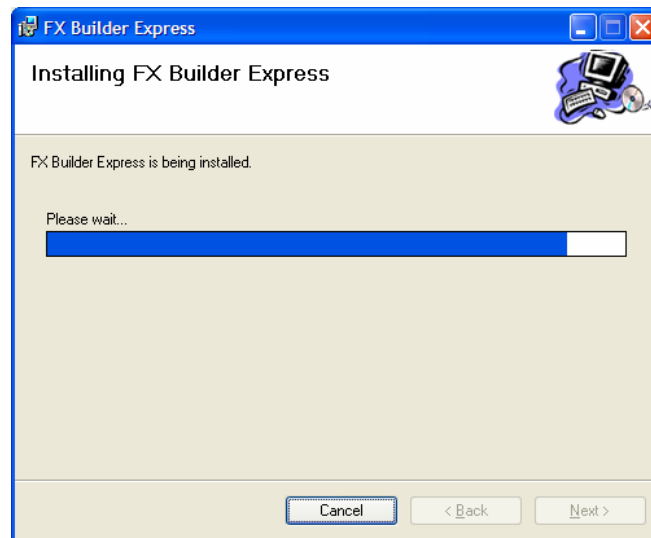 FX Builder Express
Installing FX Builder Express
FX Builder Express is being installed.
Please wait...
Cancel
< Back
Next >